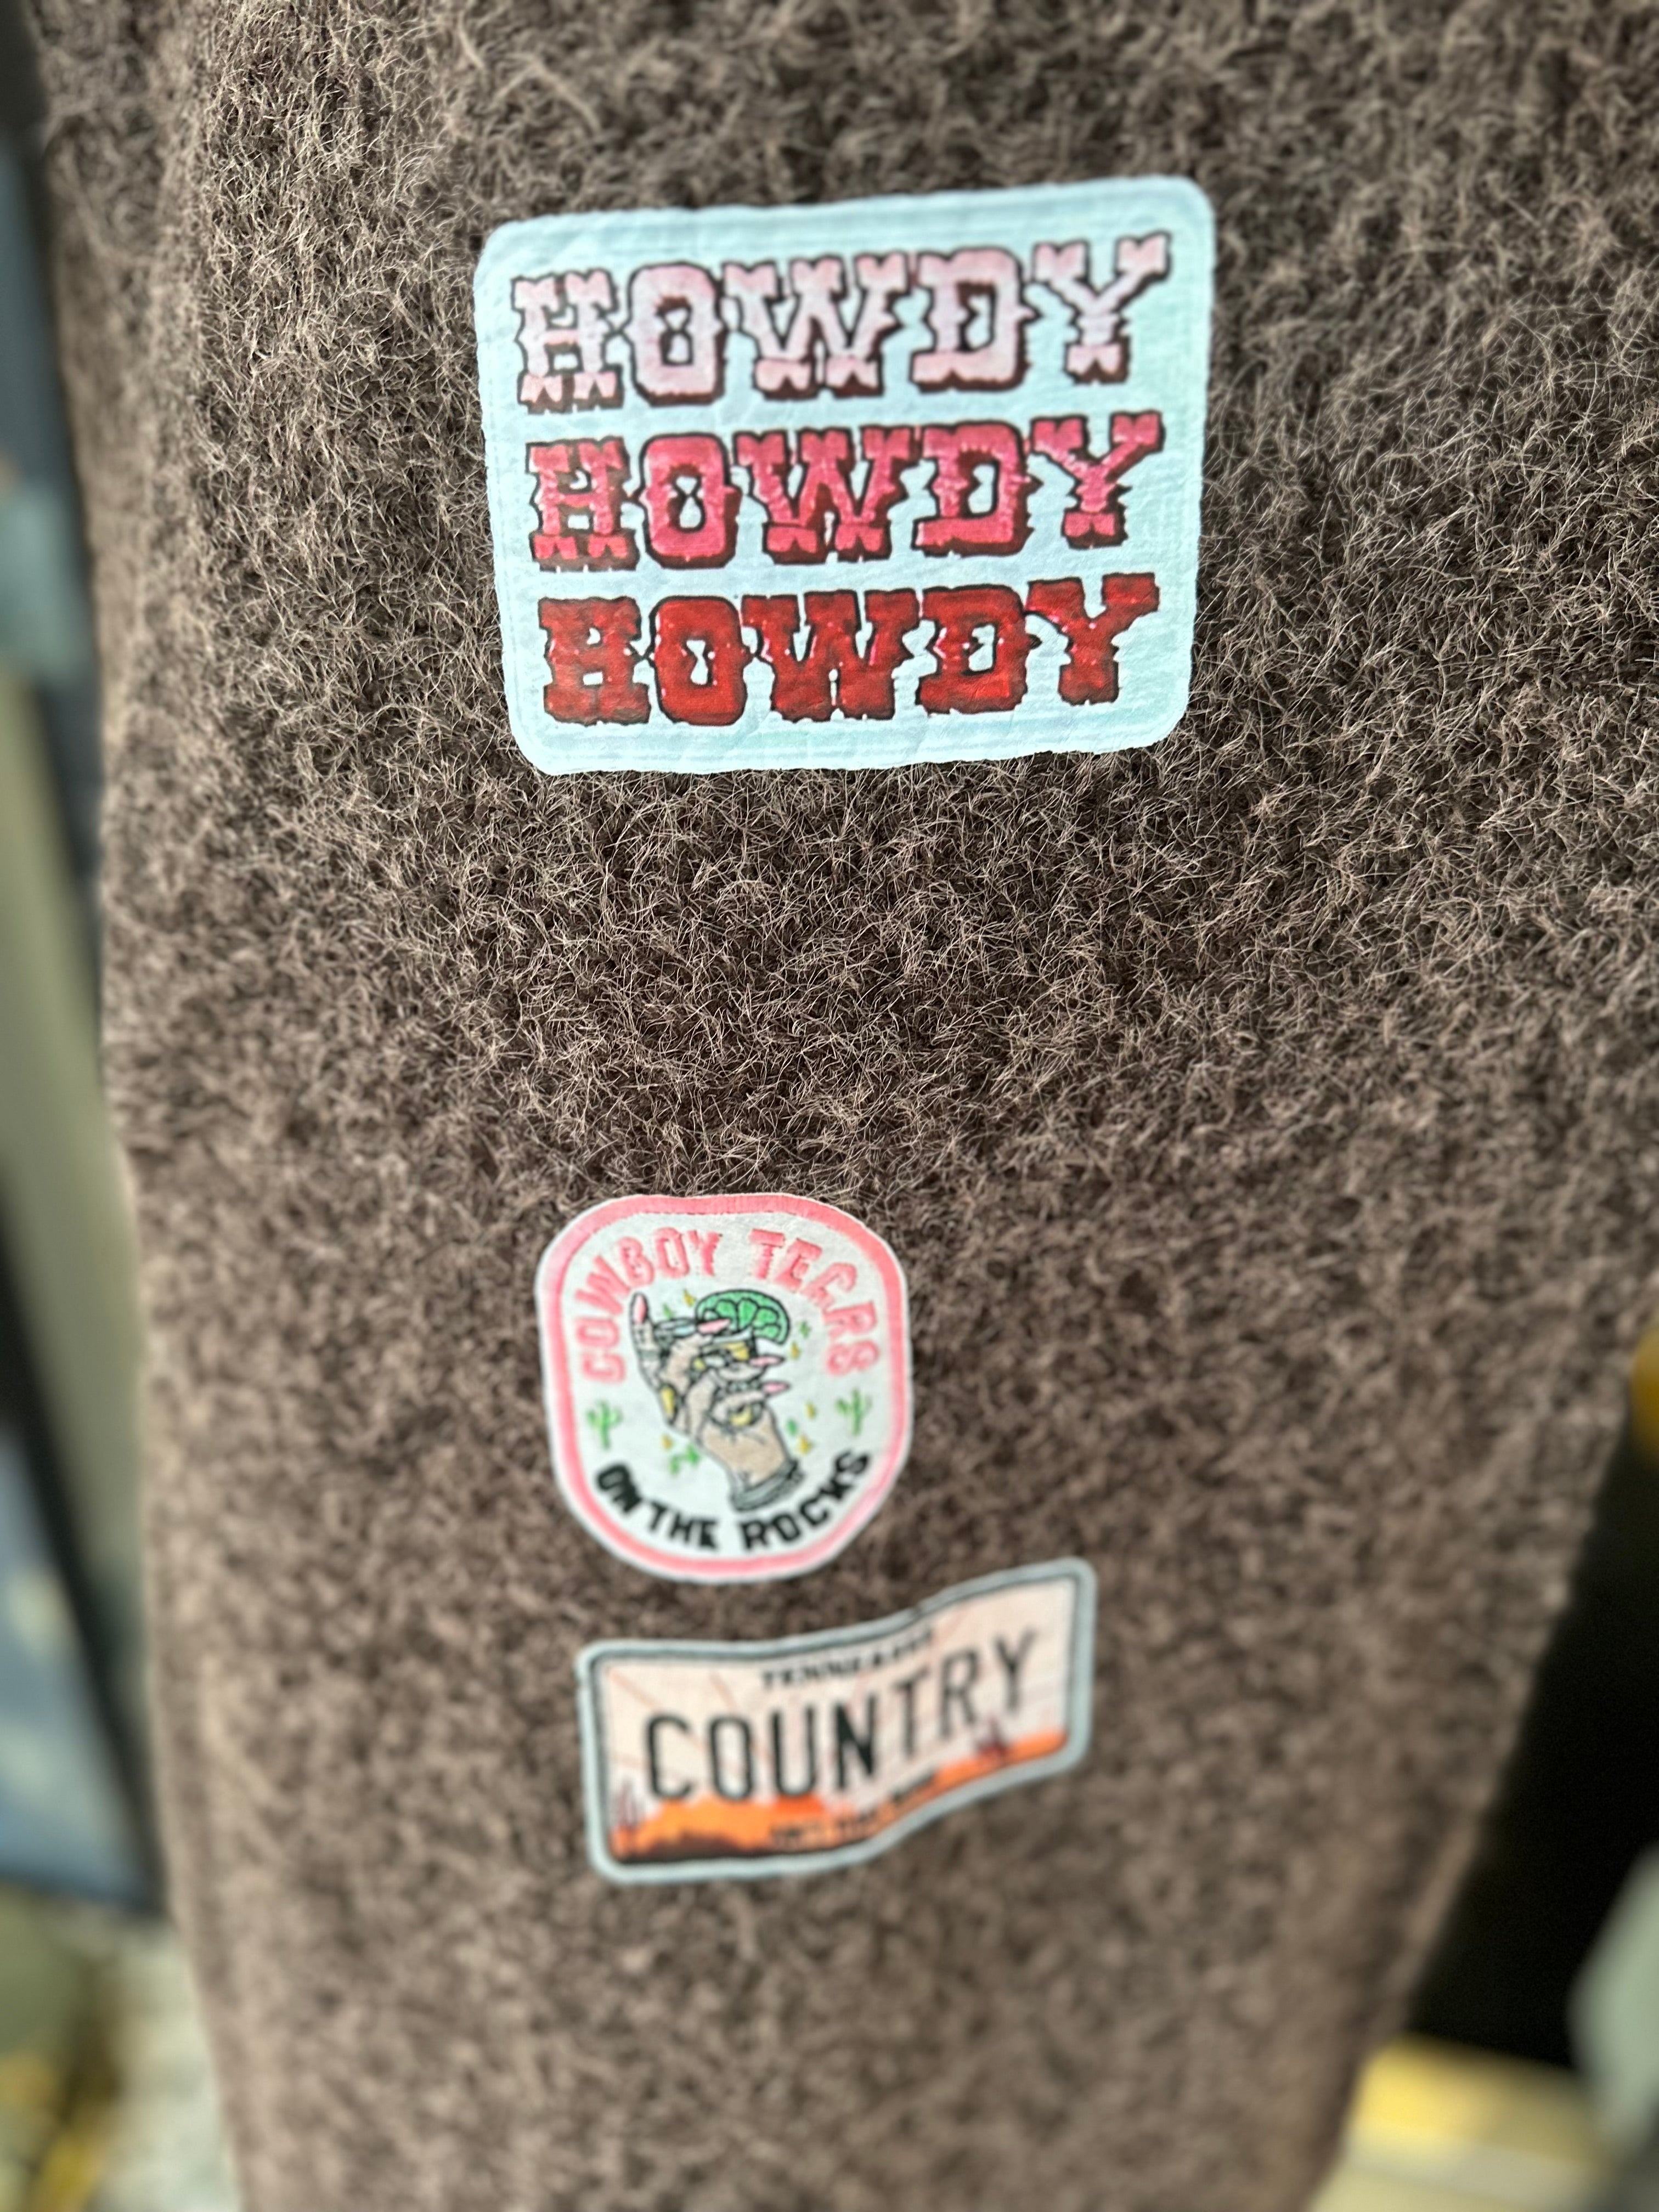 HOWDY
HOWDY
HOWDY
COWBOY TEARS
ON THE ROCKS
TENNESSEE
COUNTRY